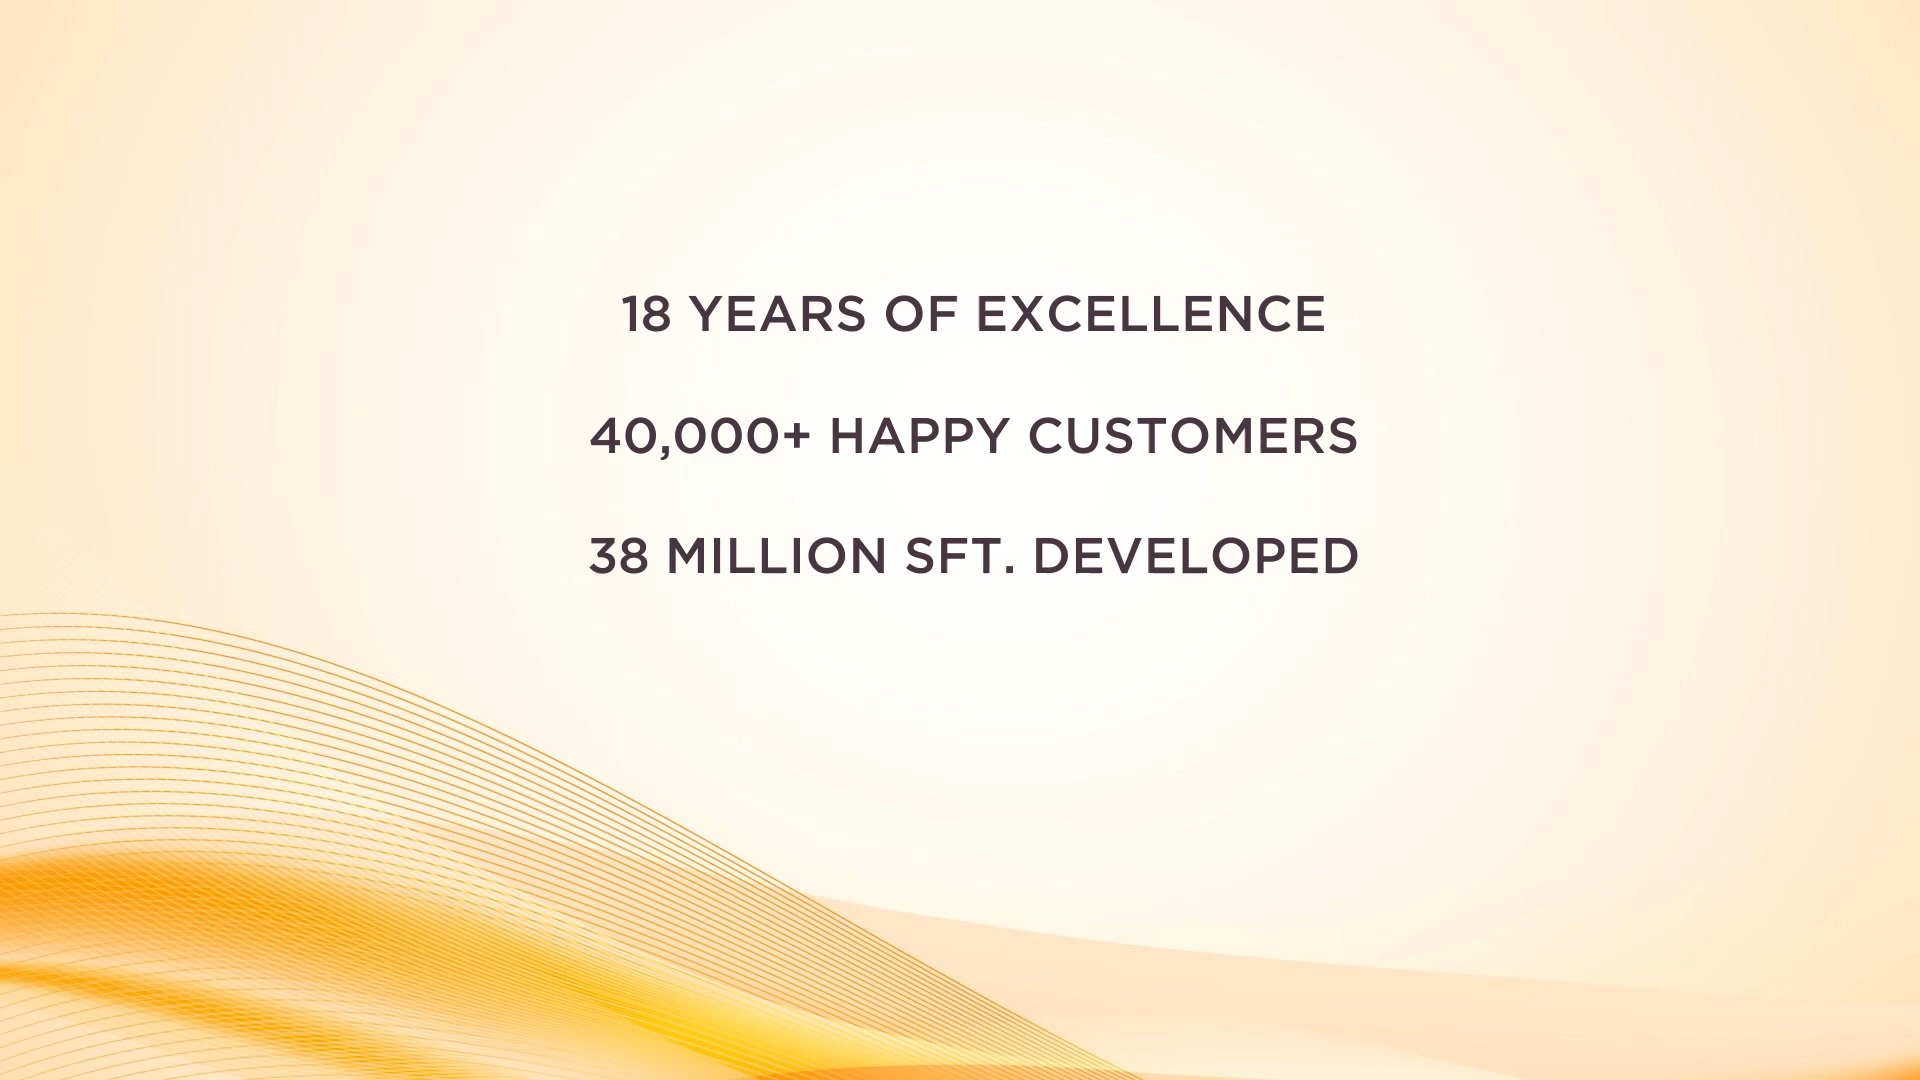 18 YEARS OF EXCELLENCE
40,000+ HAPPY CUSTOMERS
38 MILLION SFT. DEVELOPED